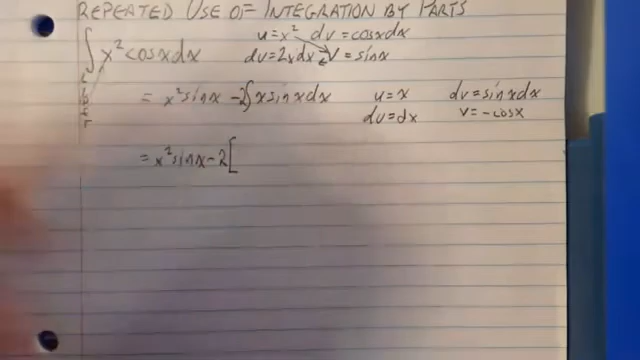 REPEATED USE OF INTEGRATION BY PARTS
∫x²cosxdx u=x² dv=cosxdx
du=2xdx v=sinx
= x²sinx -2∫xsinxdx u=x dv=sinxdx
du=dx v=-cosx
= x²sinx-2[